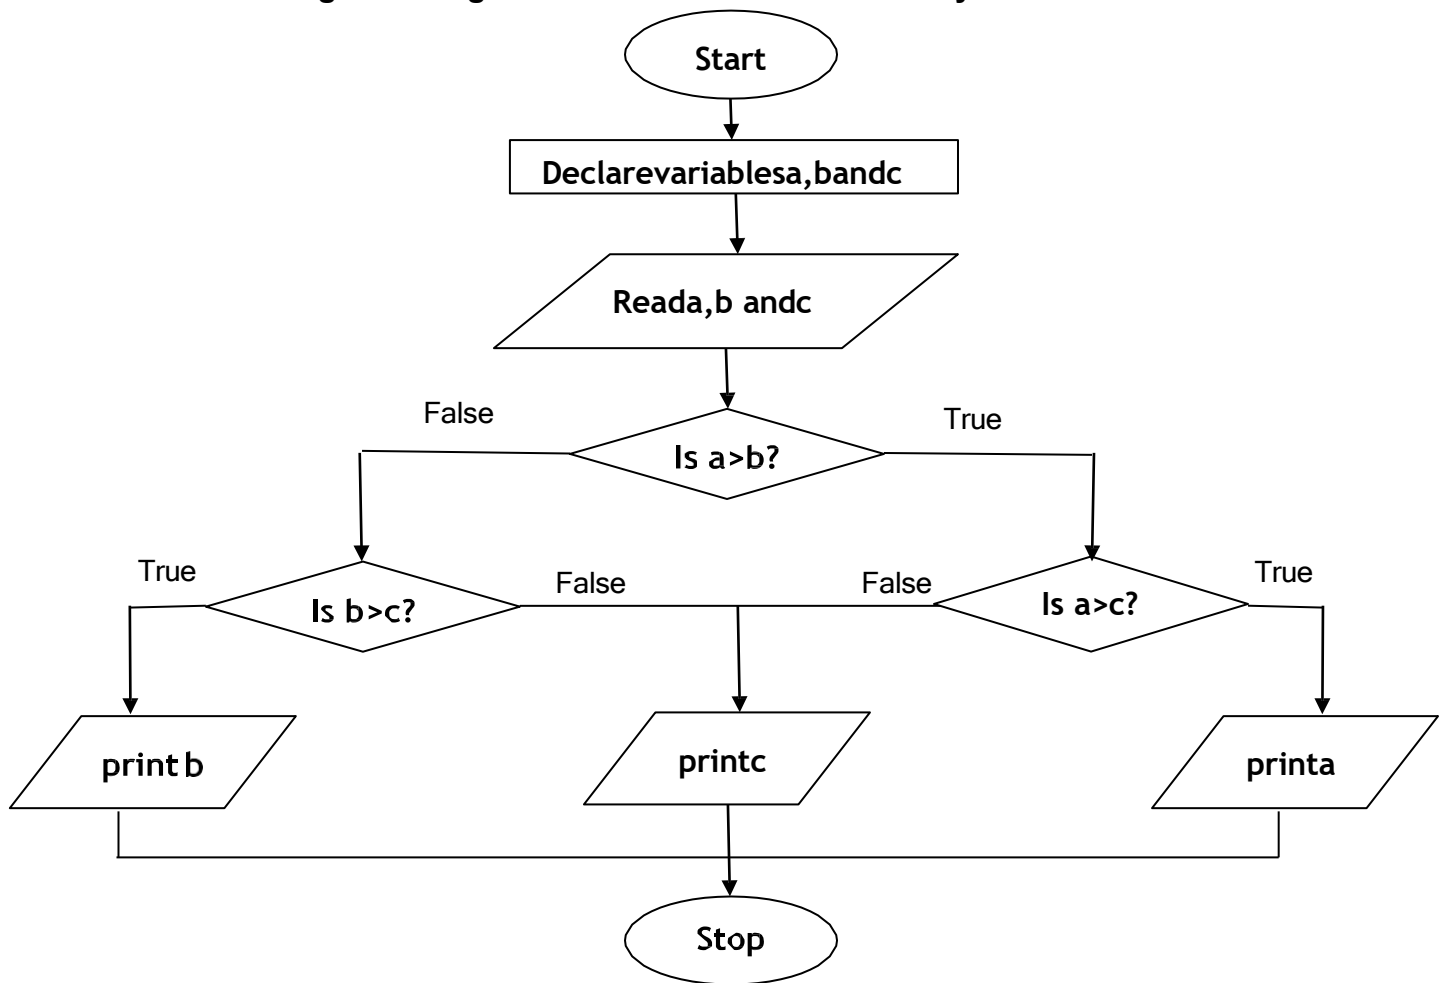 Start
Declarevariablesa,bandc
Reada,b andc
False
True
Is a>b?
True
False
False
True
Is b>c?
Is a>c?
print b
printc
printa
Stop